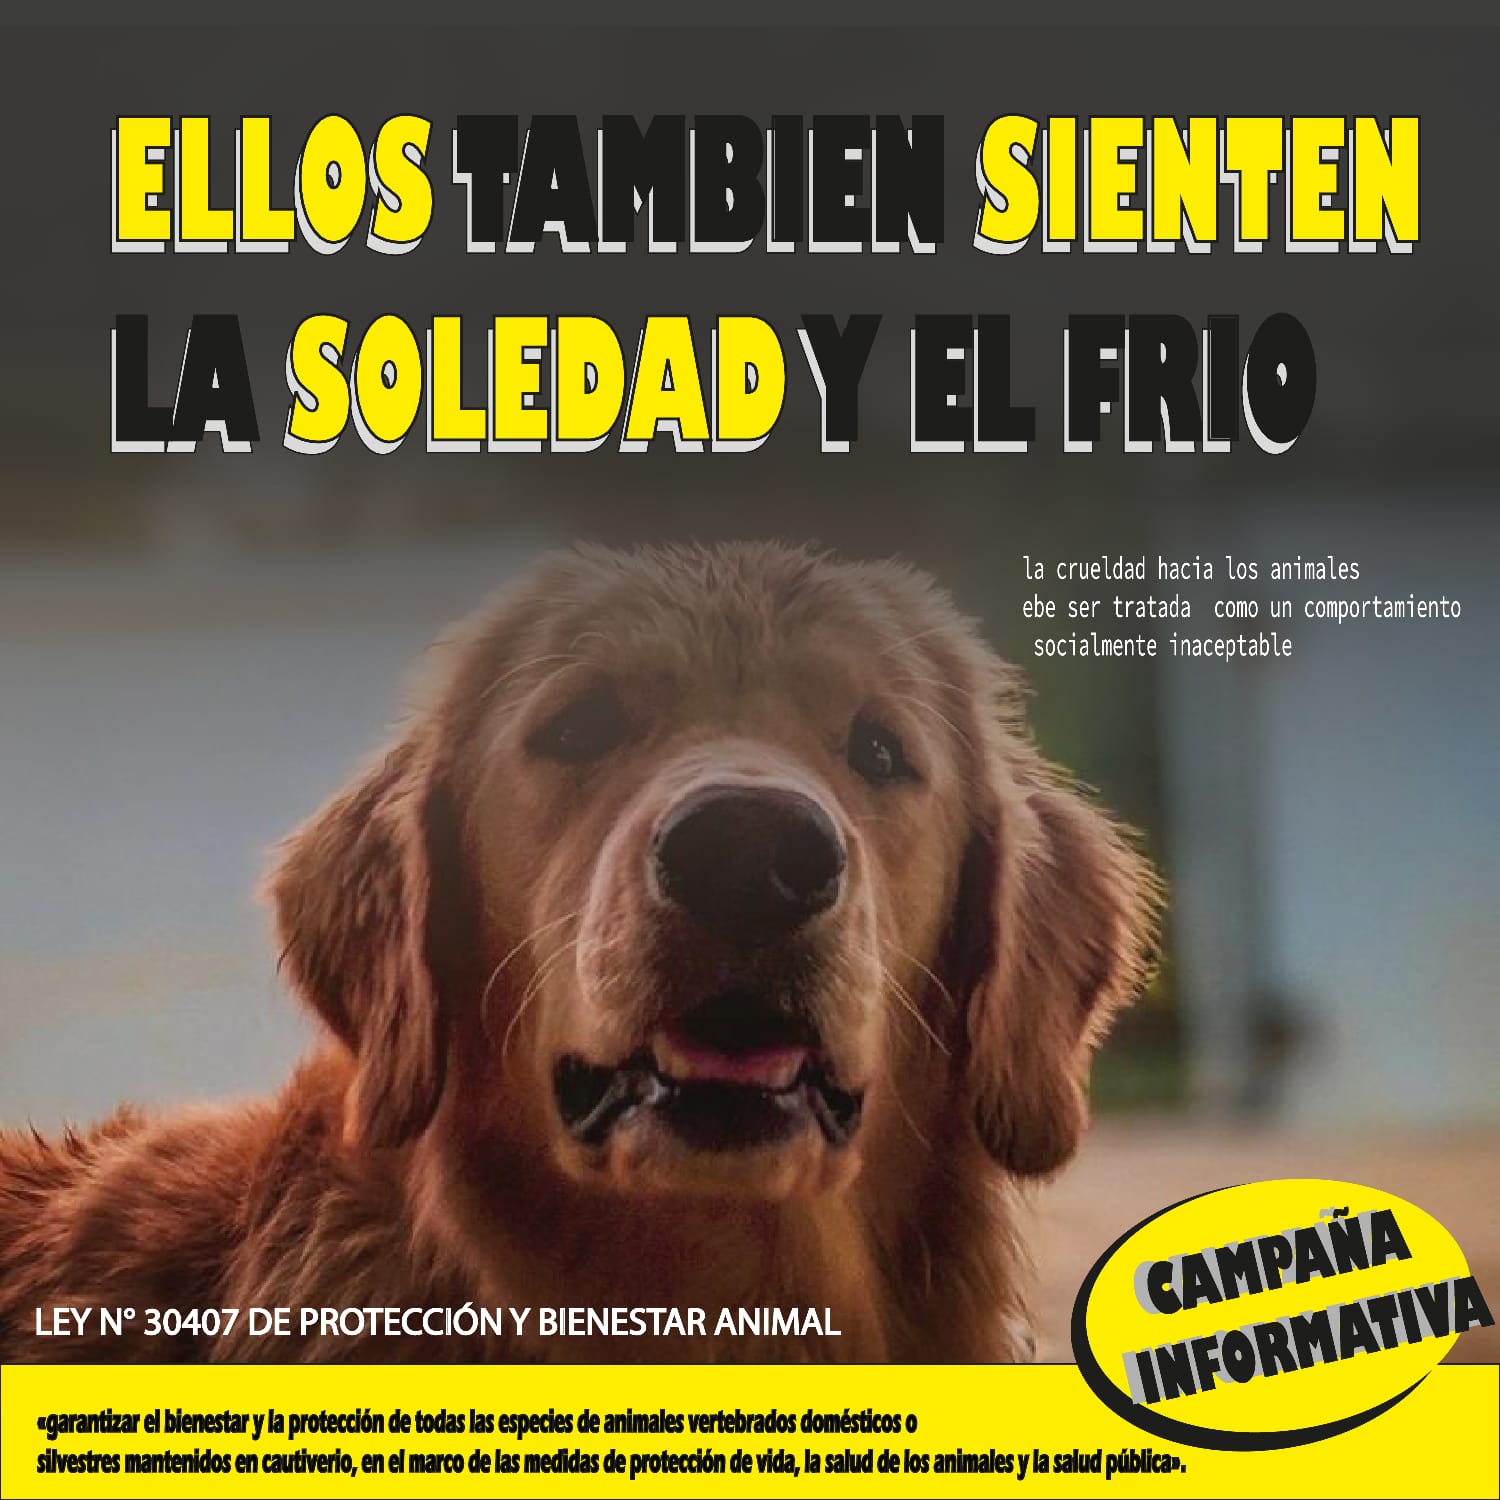 ELLOS TAMBIEN SIENTEN
LA SOLEDAD Y EL FRIO
la crueldad hacia los animales
ebe ser tratada como un comportamiento
socialmente inaceptable
CAMPAÑA
INFORMATIVA
LEY N° 30407 DE PROTECCIÓN Y BIENESTAR ANIMAL
«garantizar el bienestar y la protección de todas las especies de animales vertebrados domésticos o
silvestres mantenidos en cautiverio, en el marco de las medidas de protección de vida, la salud de los animales y la salud pública».